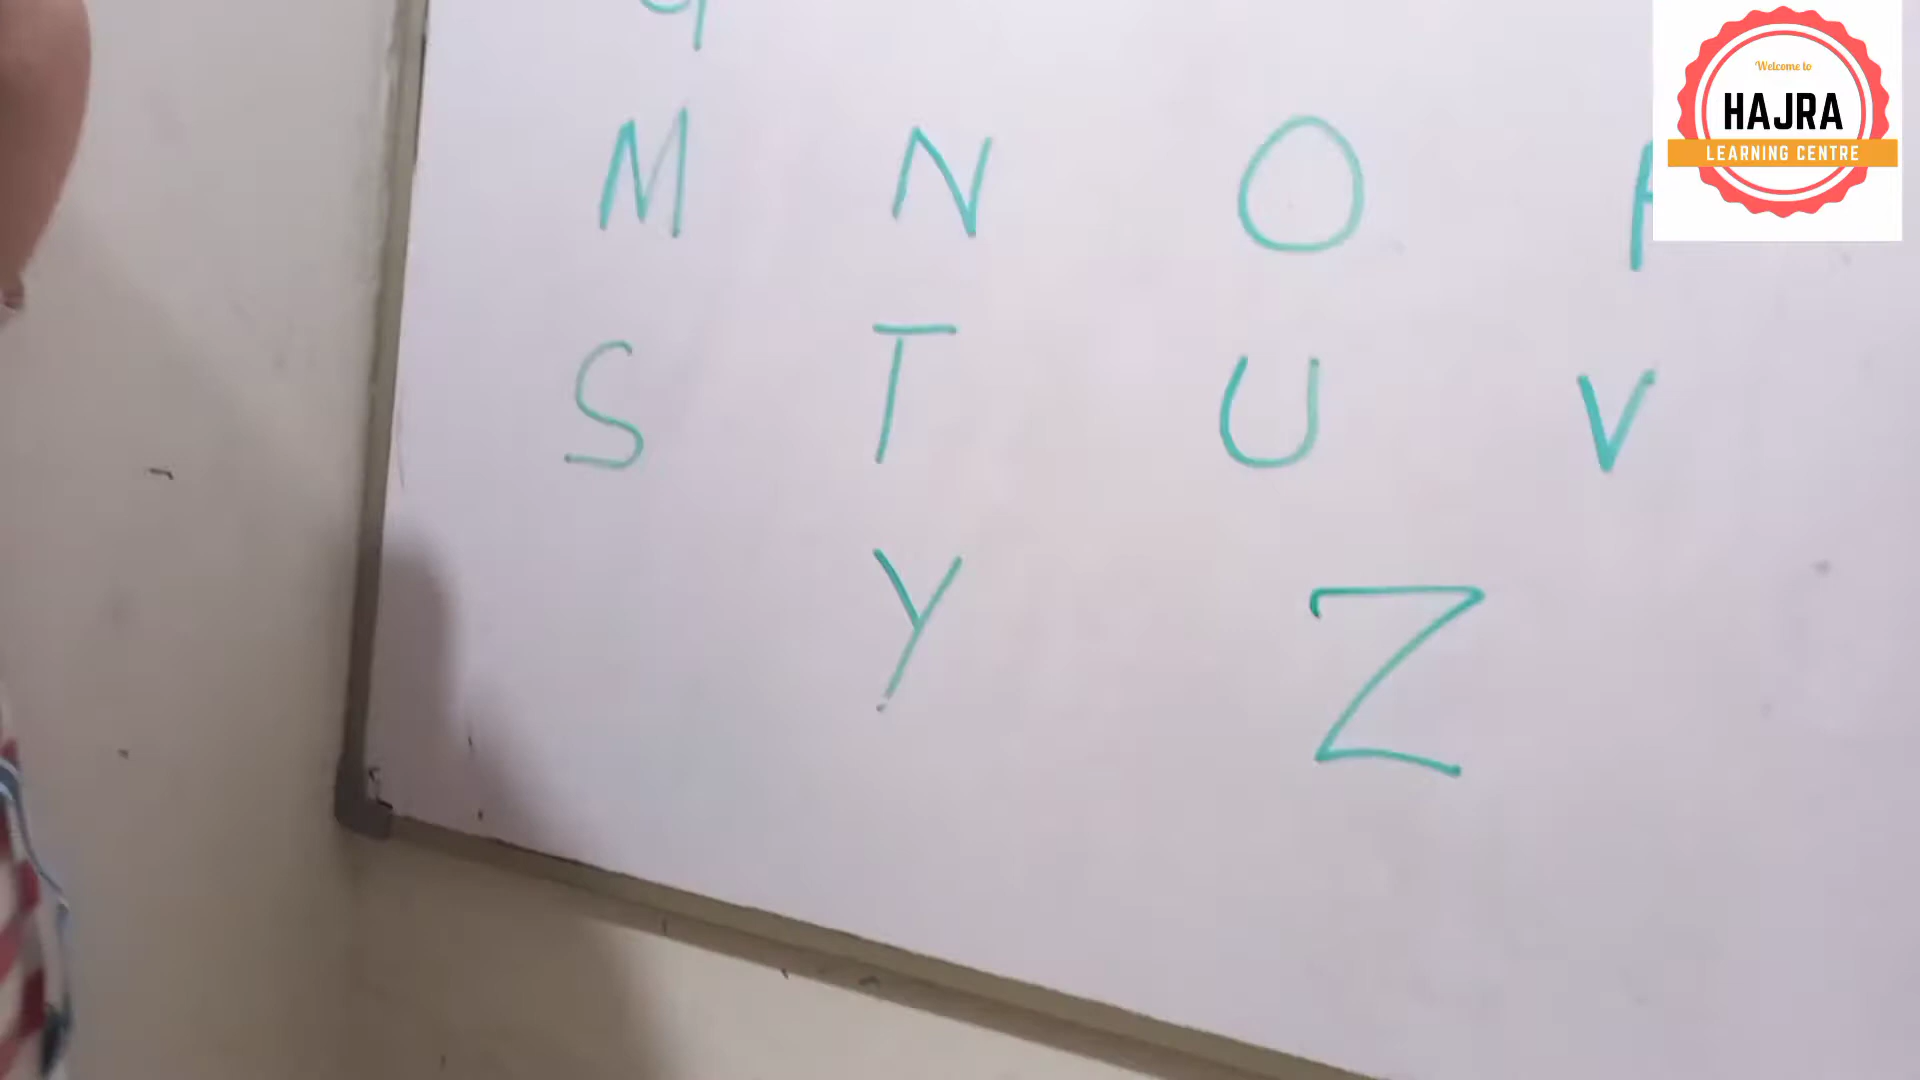 M N O
S T U V
Y Z
Welcome to
HAJRA
LEARNING CENTRE